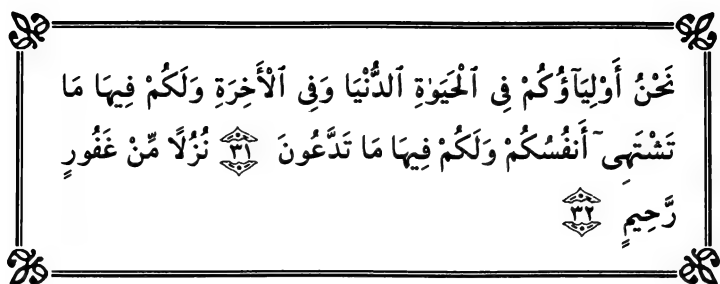 نَحْنُ أَوْلِيَآؤُكُمْ فِى ٱلْحَيَوٰةِ ٱلدُّنْيَا وَفِى ٱلْأَخِرَةِ وَلَكُمْ فِيهَا مَا
تَشْتَهِىٓ أَنفُسُكُمْ وَلَكُمْ فِيهَا مَا تَدَّعُونَ ٣١ نُزُلًا مِّنْ غَفُورٍ
رَّحِيمٍ ٣٢